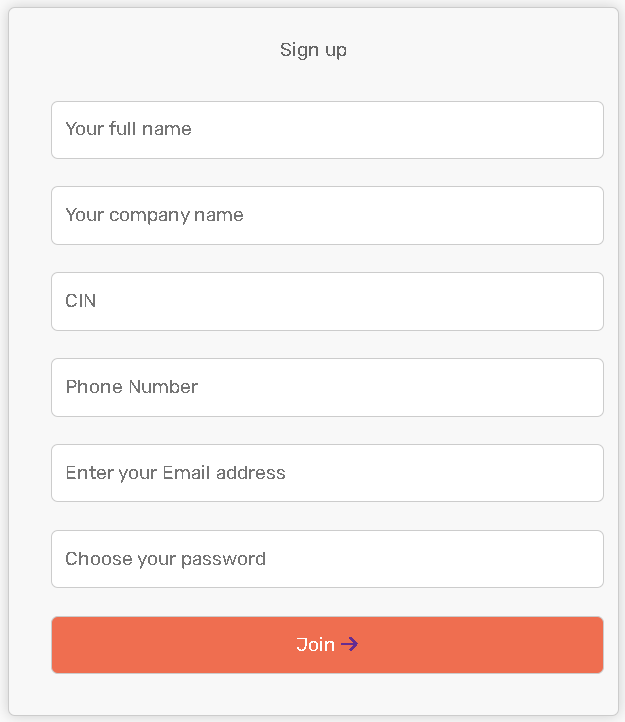 Sign up
Your full name
Your company name
CIN
Phone Number
Enter your Email address
Choose your password
Join →